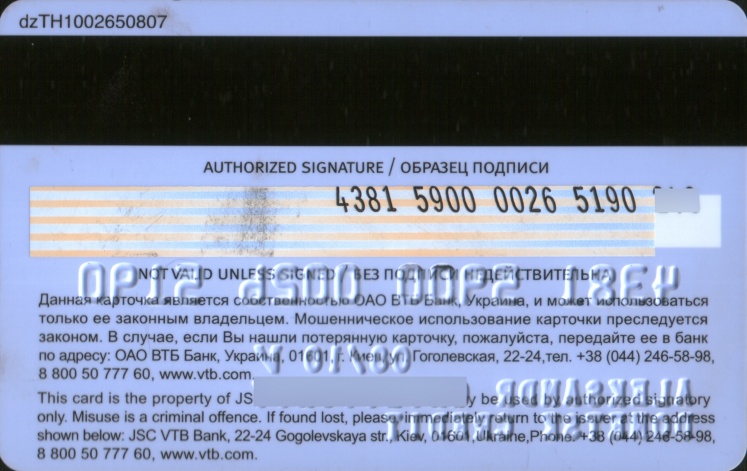 dzTH1002650807
AUTHORIZED SIGNATURE / ОБРАЗЕЦ ПОДПИСИ
4381 5900 0026 5190
NOT VALID UNLESS SIGNED / БЕЗ ПОДПИСИ НЕДЕЙСТВИТЕЛЬНА
4381 5900 0026 5190
Данная карточка является собственностью ОАО ВТБ Банк, Украина, и может использоваться
только ее законным владельцем. Мошенническое использование карточки преследуется
законом. В случае, если Вы нашли потерянную карточку, пожалуйста, передайте ее в банк
по адресу: ОАО ВТБ Банк, Украина, 01601, г. Киев, ул. Гоголевская, 22-24,тел. +38 (044) 246-58-98,
8 800 50 777 60, www.vtb.com
This card is the property of JS be used by authorized signatory
only. Misuse is a criminal offence. If found lost, please immediately return to the issuer at the address
shown below: JSC VTB Bank, 22-24 Gogolevskaya str., Kiev, 01601,Ukraine,Phone: +38 (044) 246-58-98,
8 800 50 777 60, www.vtb.com